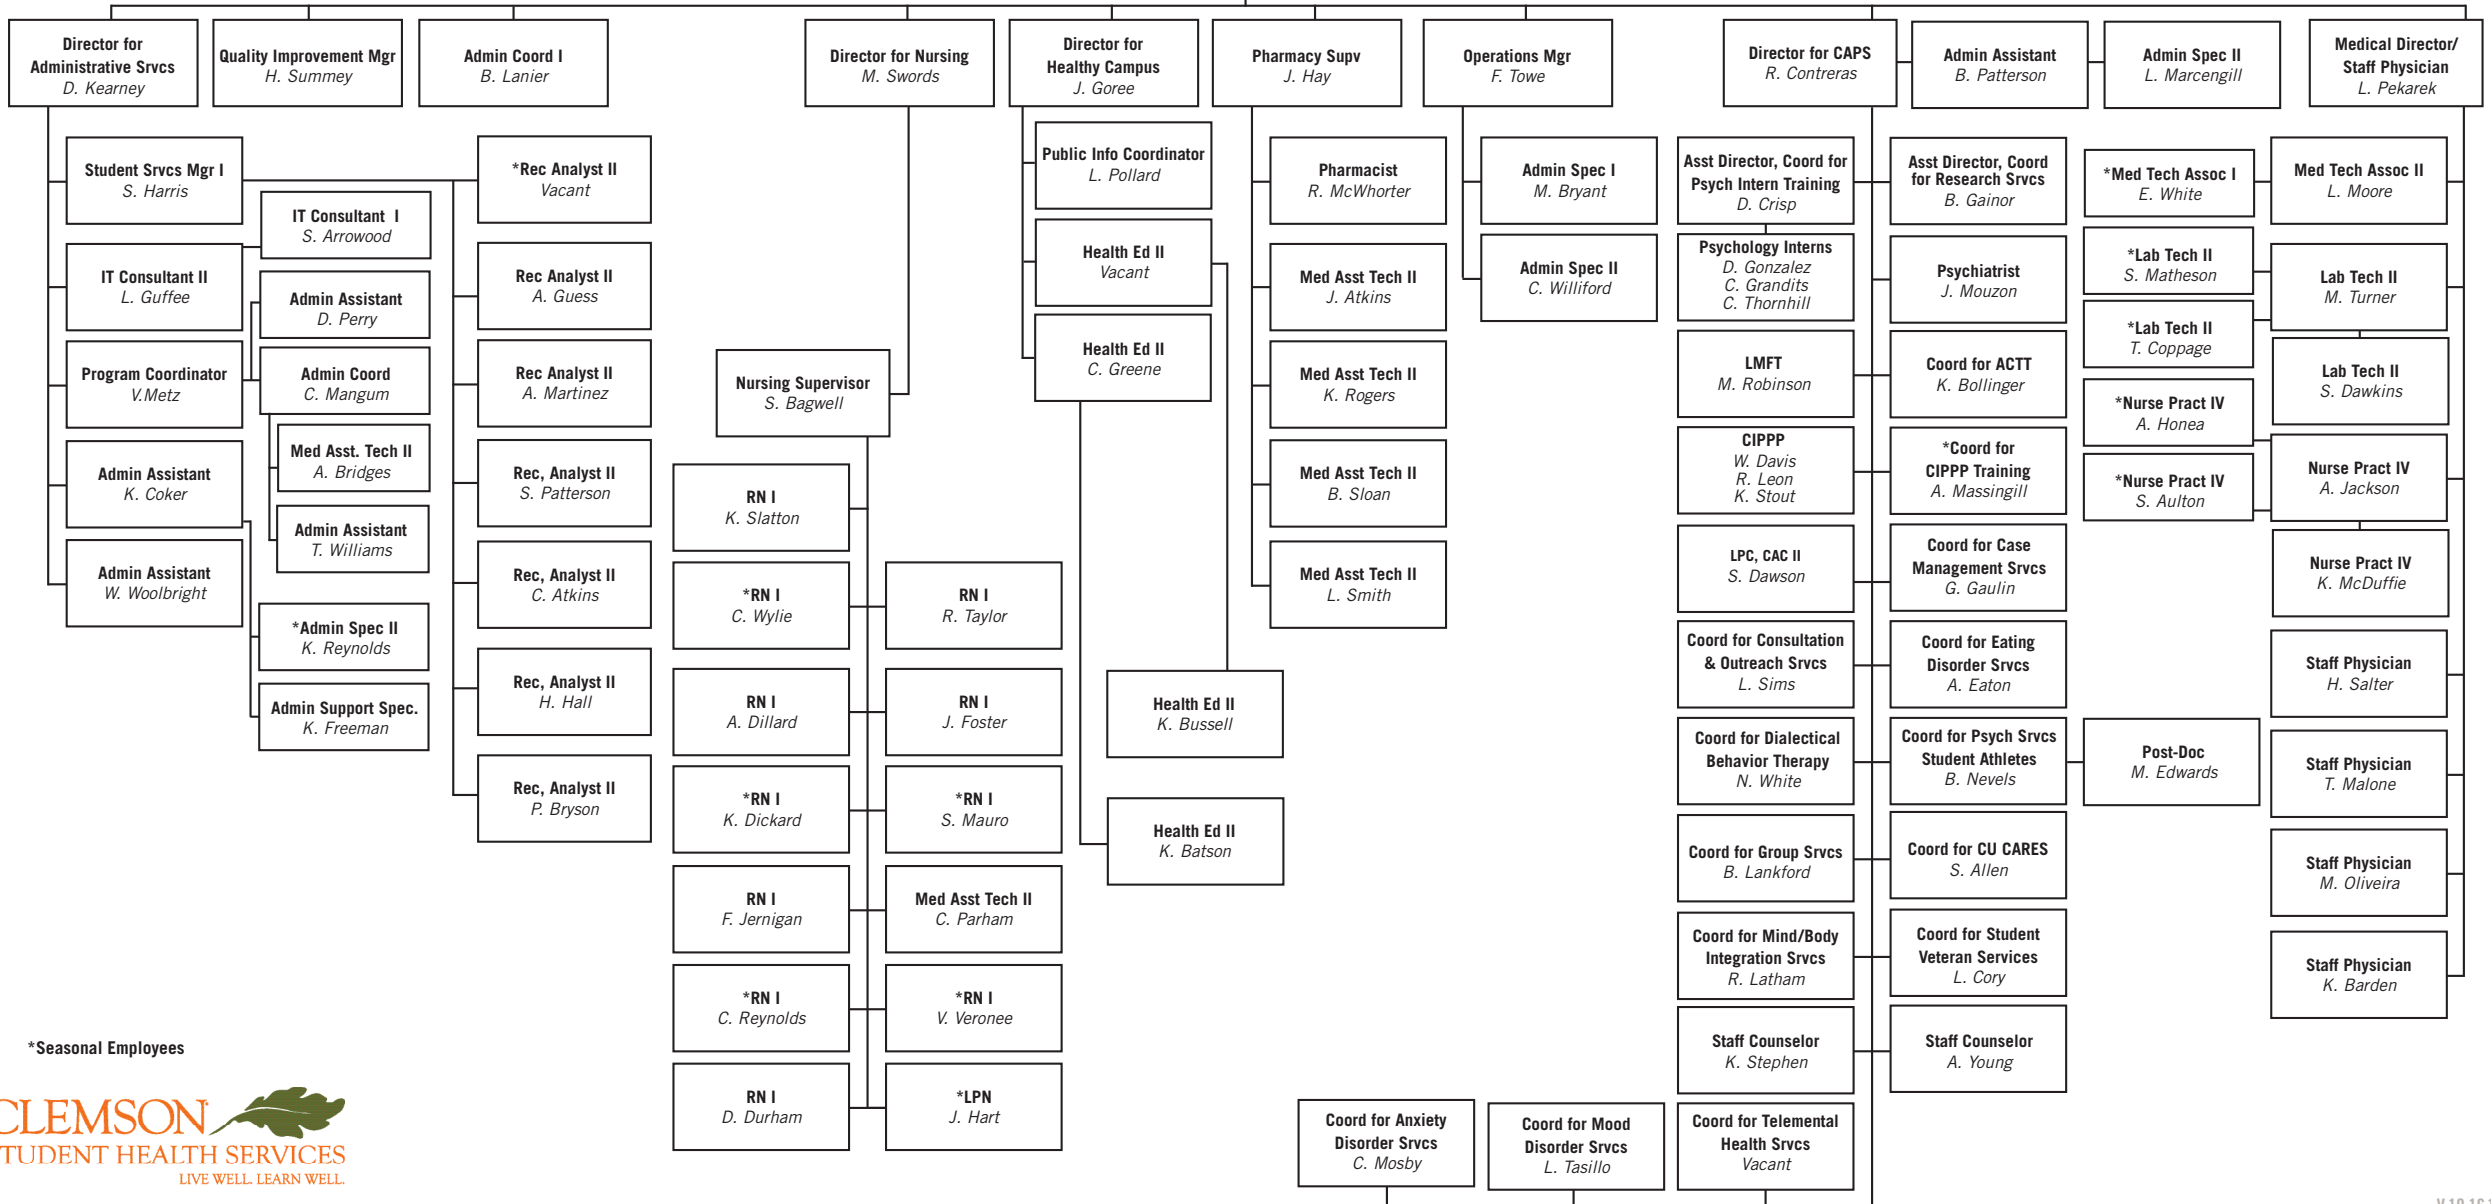 Director for
Administrative Srvcs
D. Kearney
Quality Improvement Mgr
H. Summey
Admin Coord I
B. Lanier
Director for Nursing
M. Swords
Director for
Healthy Campus
J. Goree
Pharmacy Supv
J. Hay
Operations Mgr
F. Towe
Director for CAPS
R. Contreras
Admin Assistant
B. Patterson
Admin Spec II
L. Marcengill
Medical Director/
Staff Physician
L. Pekarek
Student Srvcs Mgr I
S. Harris
IT Consultant II
L. Guffee
Program Coordinator
V.Metz
Admin Assistant
K. Coker
Admin Assistant
W. Woolbright
IT Consultant  I
S. Arrowood
Admin Assistant
D. Perry
Admin Coord
C. Mangum
Med Asst. Tech II
A. Bridges
Admin Assistant
T. Williams
*Admin Spec II
K. Reynolds
Admin Support Spec.
K. Freeman
*Rec Analyst II
Vacant
Rec Analyst II
A. Guess
Rec Analyst II
A. Martinez
Rec, Analyst II
S. Patterson
Rec, Analyst II
C. Atkins
Rec, Analyst II
H. Hall
Rec, Analyst II
P. Bryson
Nursing Supervisor
S. Bagwell
RN I
K. Slatton
*RN I
C. Wylie
RN I
R. Taylor
RN I
A. Dillard
RN I
J. Foster
*RN I
K. Dickard
*RN I
S. Mauro
RN I
F. Jernigan
Med Asst Tech II
C. Parham
*RN I
C. Reynolds
*RN I
V. Veronee
RN I
D. Durham
*LPN
J. Hart
Public Info Coordinator
L. Pollard
Health Ed II
Vacant
Health Ed II
C. Greene
Health Ed II
K. Bussell
Health Ed II
K. Batson
Pharmacist
R. McWhorter
Med Asst Tech II
J. Atkins
Med Asst Tech II
K. Rogers
Med Asst Tech II
B. Sloan
Med Asst Tech II
L. Smith
Admin Spec I
M. Bryant
Admin Spec II
C. Williford
Asst Director, Coord for
Psych Intern Training
D. Crisp
Asst Director, Coord
for Research Srvcs
B. Gainor
Psychology Interns
D. Gonzalez
C. Grandits
C. Thornhill
Psychiatrist
J. Mouzon
LMFT
M. Robinson
Coord for ACTT
K. Bollinger
CIPPP
W. Davis
R. Leon
K. Stout
*Coord for
CIPPP Training
A. Massingill
LPC, CAC II
S. Dawson
Coord for Case
Management Srvcs
G. Gaulin
Coord for Consultation
& Outreach Srvcs
L. Sims
Coord for Eating
Disorder Srvcs
A. Eaton
Coord for Dialectical
Behavior Therapy
N. White
Coord for Psych Srvcs
Student Athletes
B. Nevels
Post-Doc
M. Edwards
Coord for Group Srvcs
B. Lankford
Coord for CU CARES
S. Allen
Coord for Mind/Body
Integration Srvcs
R. Latham
Coord for Student
Veteran Services
L. Cory
Staff Counselor
K. Stephen
Staff Counselor
A. Young
Coord for Anxiety
Disorder Srvcs
C. Mosby
Coord for Mood
Disorder Srvcs
L. Tasillo
Coord for Telemental
Health Srvcs
Vacant
*Med Tech Assoc I
E. White
Med Tech Assoc II
L. Moore
*Lab Tech II
S. Matheson
Lab Tech II
M. Turner
*Lab Tech II
T. Coppage
Lab Tech II
S. Dawkins
*Nurse Pract IV
A. Honea
Nurse Pract IV
A. Jackson
*Nurse Pract IV
S. Aulton
Nurse Pract IV
K. McDuffie
Staff Physician
H. Salter
Staff Physician
T. Malone
Staff Physician
M. Oliveira
Staff Physician
K. Barden
*Seasonal Employees
CLEMSON
STUDENT HEALTH SERVICES
LIVE WELL. LEARN WELL.